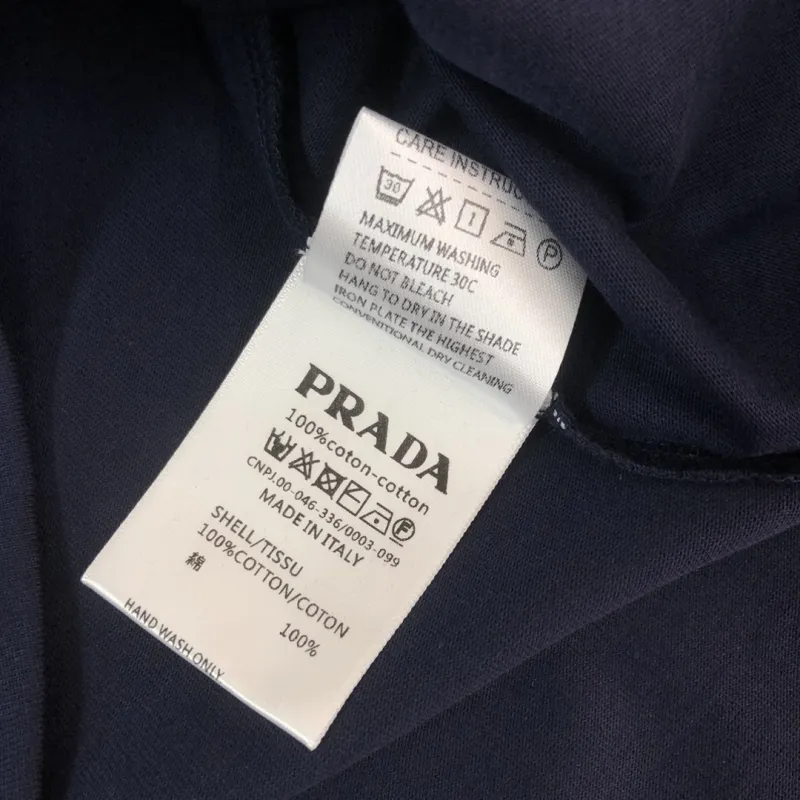 CARE INSTRUC
30
P
MAXIMUM WASHING
TEMPERATURE 30C
DO NOT BLEACH
HANG TO DRY IN THE SHADE
IRON PLATE THE HIGHEST
CONVENTIONAL DRY CLEANING
PRADA
100%coton-cotton
F
CNPJ.00-046-336/0003-099
MADE IN ITALY
SHELL/TISSU
100%COTTON/COTON
綿 100%
HAND WASH ONLY